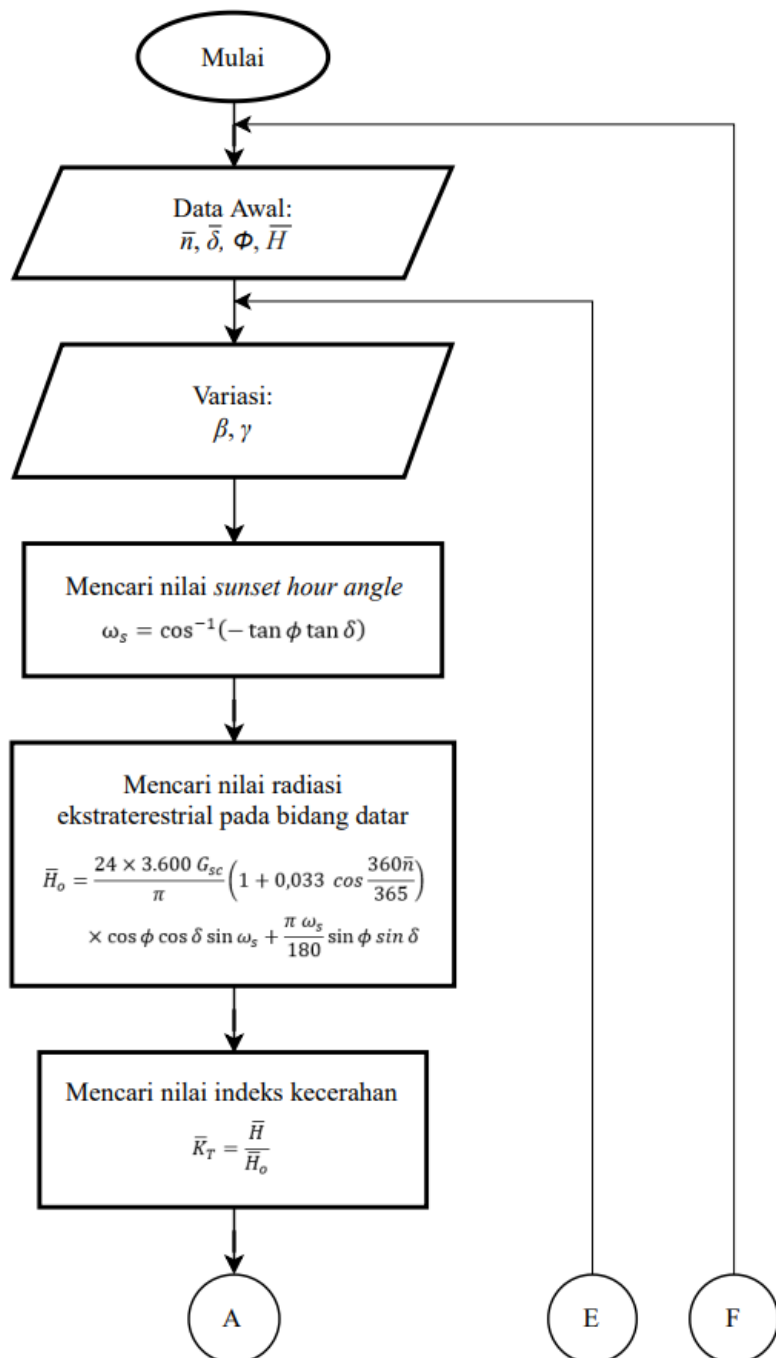 Mulai
Data Awal:
n̄, δ̄, Φ, H̄
Variasi:
β, γ
Mencari nilai sunset hour angle
ω_s = cos⁻¹(− tan ϕ tan δ)
Mencari nilai radiasi
ekstraterestrial pada bidang datar
H̄_o = (24 × 3.600 G_sc)/π (1 + 0,033 cos 360n̄/365)
× cos ϕ cos δ sin ω_s + (π ω_s)/180 sin ϕ sin δ
Mencari nilai indeks kecerahan
K̄_T = H̄/H̄_o
A E F